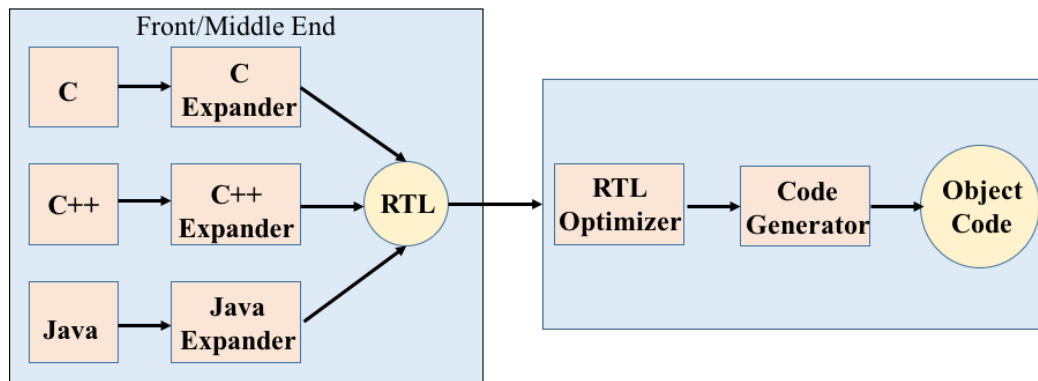 Front/Middle End
C
C
Expander
C++
C++
Expander
RTL
Java
Java
Expander
RTL
Optimizer
Code
Generator
Object
Code